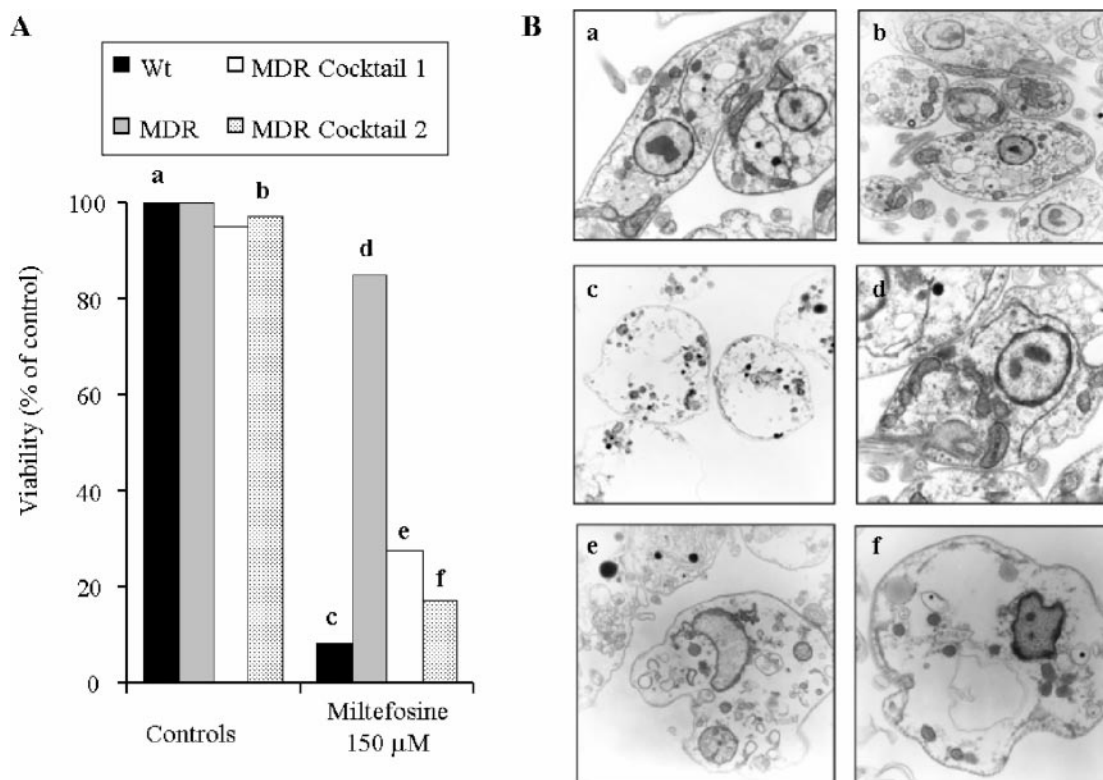 A
Wt
MDR Cocktail 1
MDR
MDR Cocktail 2
Viability (% of control)
100
80
60
40
20
0
a
b
c
d
e
f
Controls
Miltefosine
150 µM
B
a
b
c
d
e
f